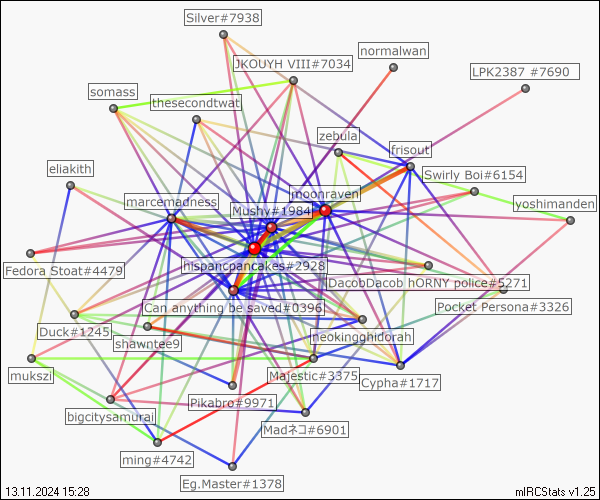 Silver#7938
normalwan
JKOUYH VIII#7034
LPK2387 #7690
somass
thesecondtwat
zebula
frisout
eliakith
Swirly Boi#6154
moonraven
marcemadness
Mushy#1984
yoshimanden
Fedora Stoat#4479
hispanicpancakes#2928
DacobDacob hORNY police#5271
Can anything be saved#0396
Pocket Persona#3326
Duck#1245
shawntee9
neokingghidorah
mukszi
Majestic#3375
Cypha#1717
Pikabro#9971
bigcitysamurai
Madネコ#6901
ming#4742
Eg.Master#1378
13.11.2024 15:28
mIRCStats v1.25